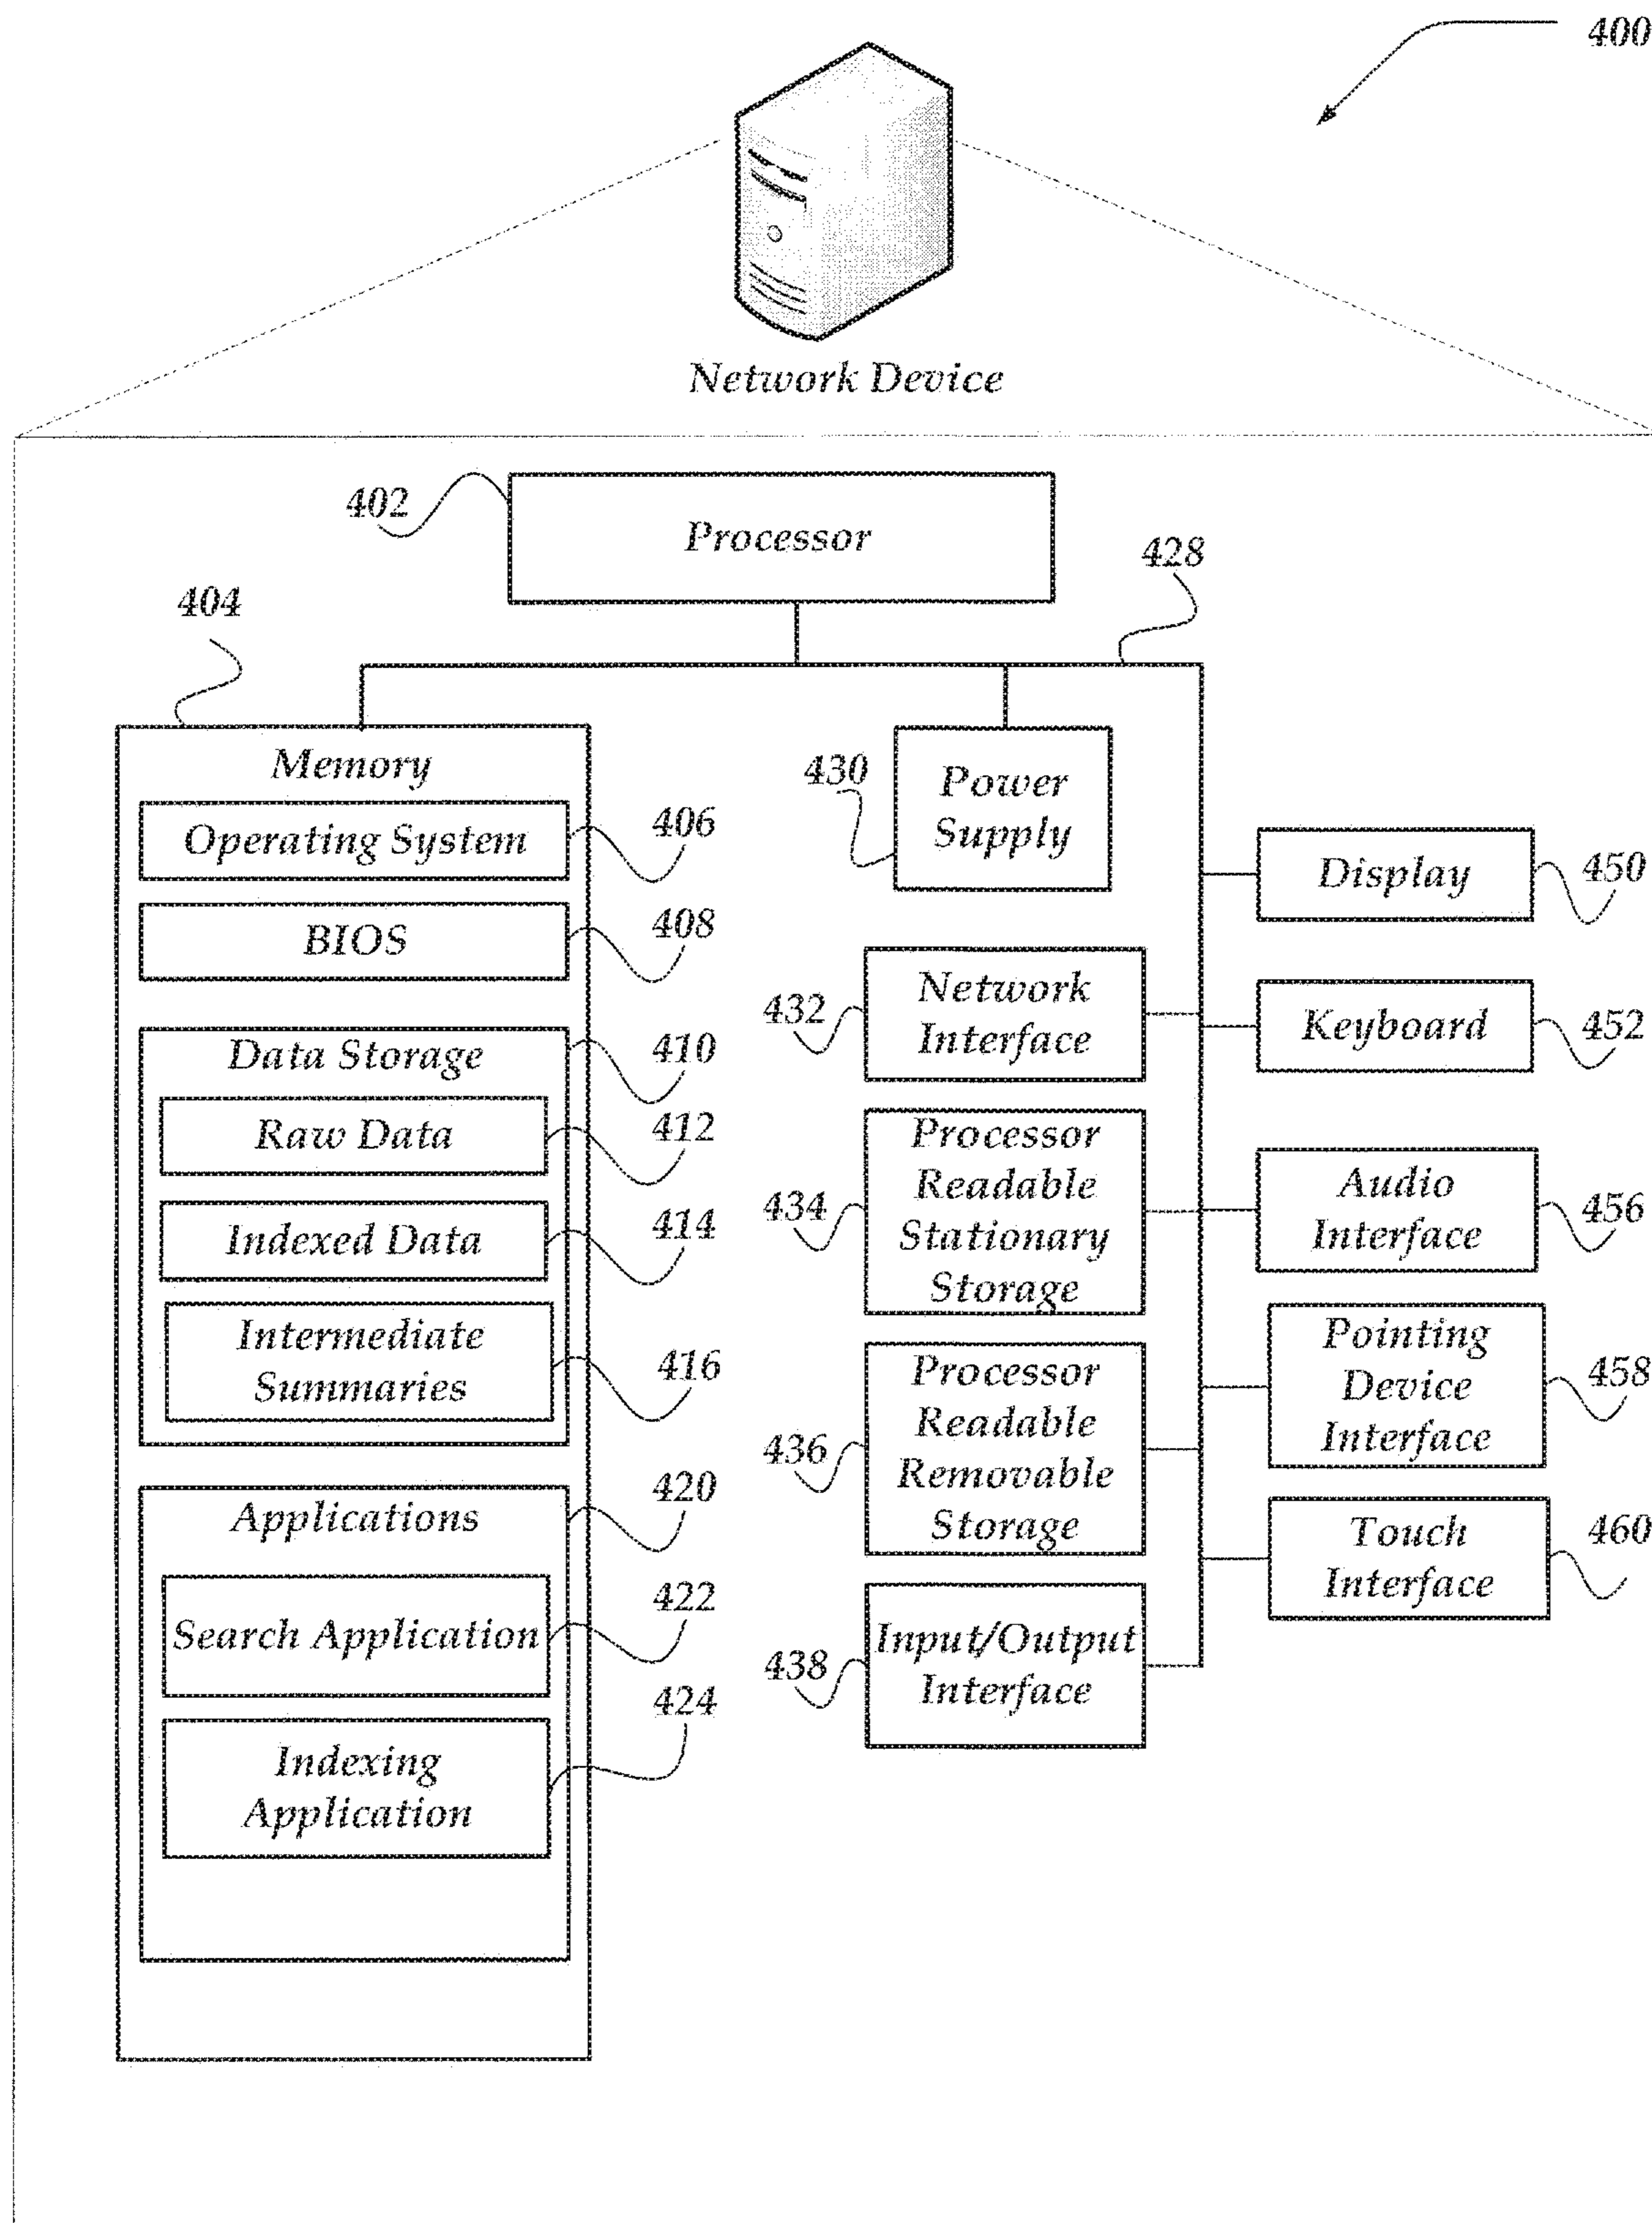 400
Network Device
402
Processor
428
404
Memory
Operating System
406
BIOS
408
Data Storage
410
Raw Data
412
Indexed Data
414
Intermediate
Summaries
416
Applications
420
Search Application
422
Indexing
Application
424
430
Power
Supply
432
Network
Interface
434
Processor
Readable
Stationary
Storage
436
Processor
Readable
Removable
Storage
438
Input/Output
Interface
Display
450
Keyboard
452
Audio
Interface
456
Pointing
Device
Interface
458
Touch
Interface
460